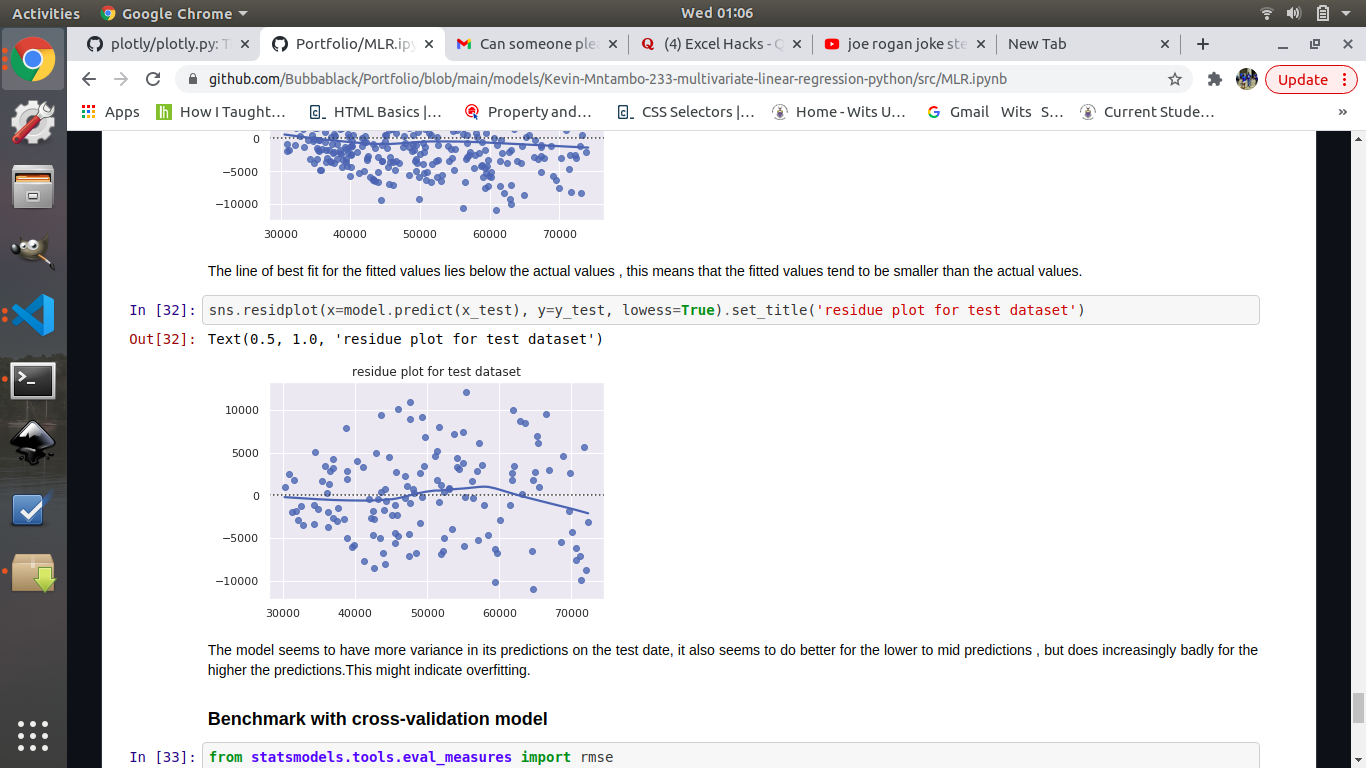 Activities Google Chrome Wed 01:06
plotly/plotly.py: T Portfolio/MLR.ipy Can someone ple (4) Excel Hacks - Q joe rogan joke ste New Tab
github.com/Bubbablack/Portfolio/blob/main/models/Kevin-Mntambo-233-multivariate-linear-regression-python/src/MLR.ipynb Update
Apps How I Taught... HTML Basics |... Property and... CSS Selectors |... Home - Wits U... Gmail Wits S... Current Stude... »
0
−5000
−10000
30000 40000 50000 60000 70000
The line of best fit for the fitted values lies below the actual values , this means that the fitted values tend to be smaller than the actual values.
In [32]: sns.residplot(x=model.predict(x_test), y=y_test, lowess=True).set_title('residue plot for test dataset')
Out[32]: Text(0.5, 1.0, 'residue plot for test dataset')
residue plot for test dataset
10000
5000
0
−5000
−10000
30000 40000 50000 60000 70000
The model seems to have more variance in its predictions on the test date, it also seems to do better for the lower to mid predictions , but does increasingly badly for the
higher the predictions.This might indicate overfitting.
Benchmark with cross-validation model
In [33]: from statsmodels.tools.eval_measures import rmse